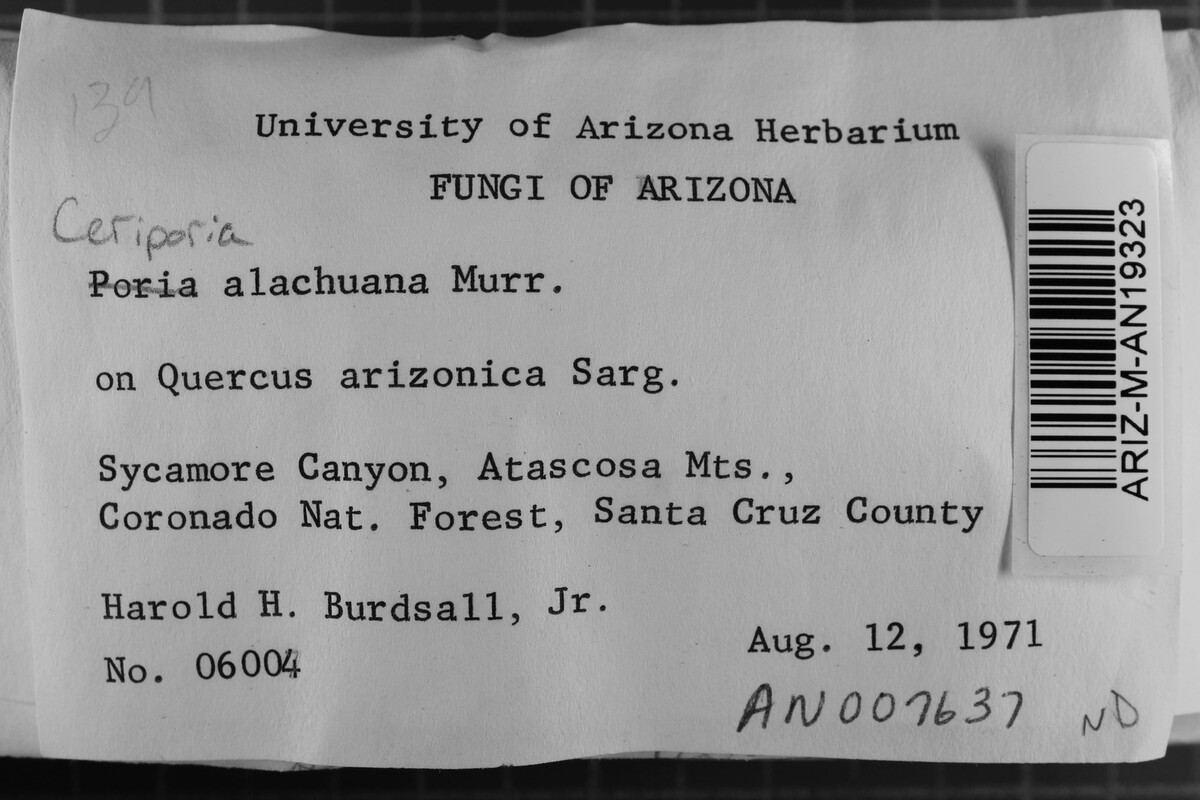 139
University of Arizona Herbarium
FUNGI OF ARIZONA
Ceriporia
Poria alachuana Murr.
on Quercus arizonica Sarg.
Sycamore Canyon, Atascosa Mts.,
Coronado Nat. Forest, Santa Cruz County
Harold H. Burdsall, Jr.
No. 06004
Aug. 12, 1971
AN007637 ND
ARIZ-M-AN19323